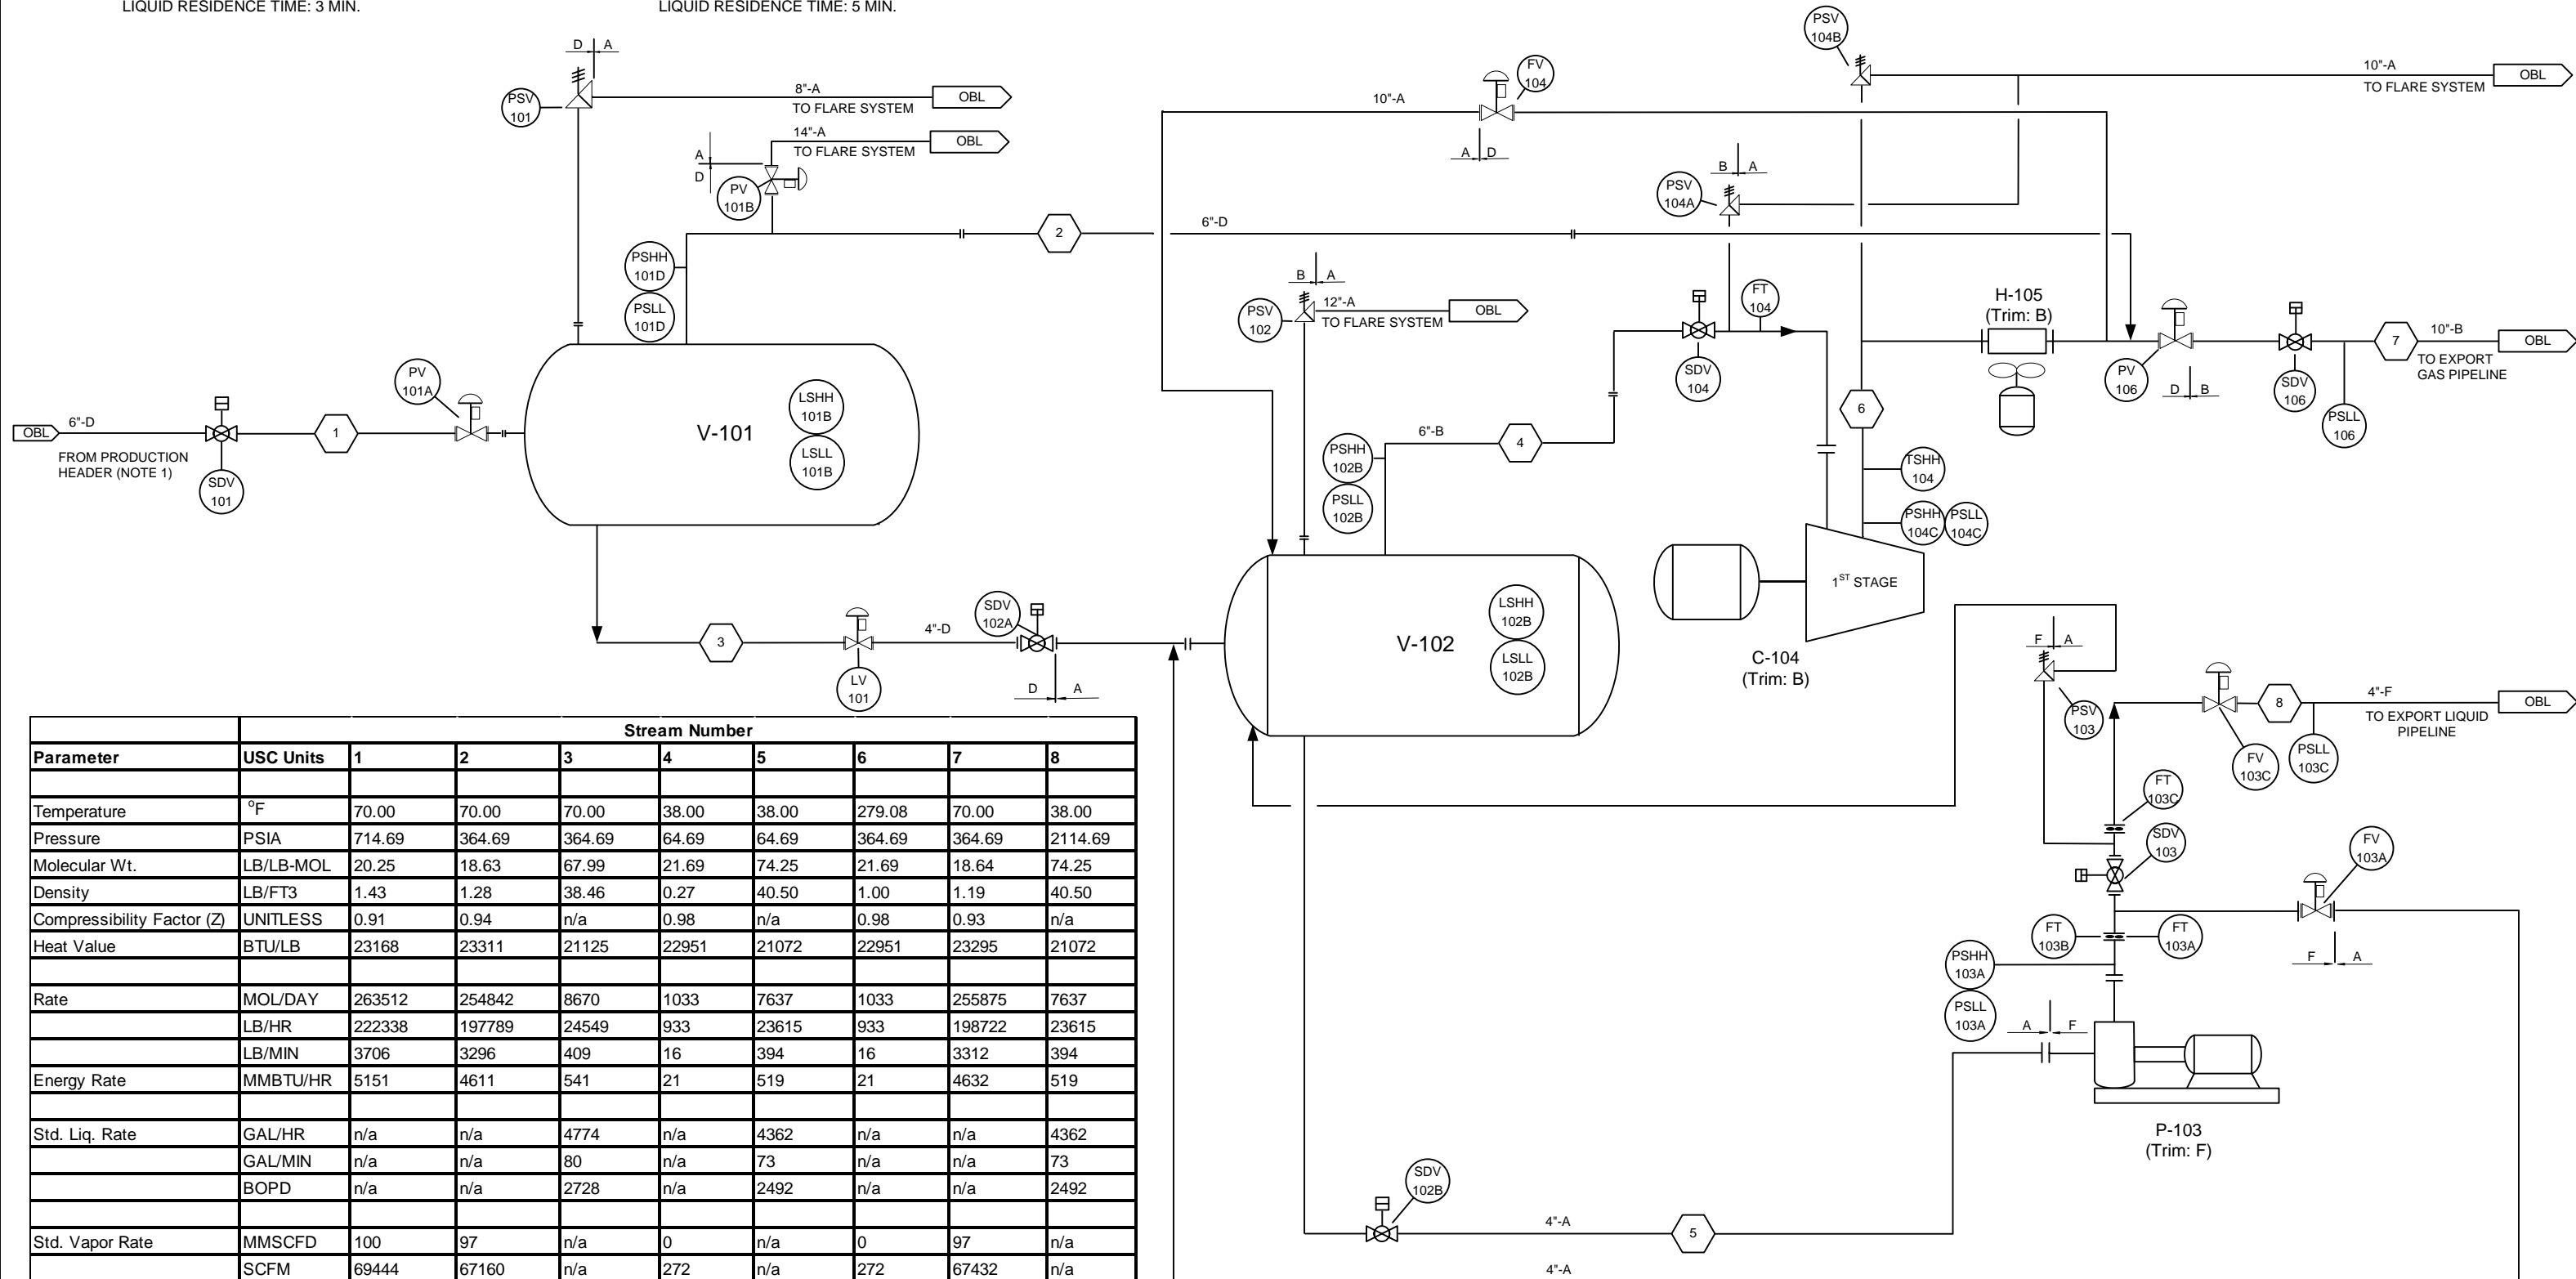 LIQUID RESIDENCE TIME: 3 MIN.
LIQUID RESIDENCE TIME: 5 MIN.
PSV
104B
10"-A
OBL
TO FLARE SYSTEM
D A
PSV
101
8"-A
OBL
TO FLARE SYSTEM
14"-A
OBL
TO FLARE SYSTEM
A
D
PV
101B
FV
104
10"-A
A D
B A
PSV
104A
6"-D
2
PSHH
101D
PSLL
101D
B A
PSV
102
12"-A
OBL
TO FLARE SYSTEM
FT
104
SDV
104
H-105
(Trim: B)
PV
106
D B
SDV
106
7
10"-B
OBL
TO EXPORT
GAS PIPELINE
PSLL
106
OBL
6"-D
FROM PRODUCTION
HEADER (NOTE 1)
SDV
101
1
PV
101A
V-101
LSHH
101B
LSLL
101B
6"-B
4
PSHH
102B
PSLL
102B
6
TSHH
104
PSHH
104C
PSLL
104C
1ST STAGE
C-104
(Trim: B)
3
LV
101
4"-D
SDV
102A
D A
V-102
LSHH
102B
LSLL
102B
F A
PSV
103
8
4"-F
OBL
TO EXPORT LIQUID
PIPELINE
FV
103C
PSLL
103C
FT
103C
SDV
103
FV
103A
FT
103B
FT
103A
F A
PSHH
103A
PSLL
103A
A F
P-103
(Trim: F)
SDV
102B
4"-A
5
4"-A
Stream Number
Parameter USC Units 1 2 3 4 5 6 7 8
Temperature °F 70.00 70.00 70.00 38.00 38.00 279.08 70.00 38.00
Pressure PSIA 714.69 364.69 364.69 64.69 64.69 364.69 364.69 2114.69
Molecular Wt. LB/LB-MOL 20.25 18.63 67.99 21.69 74.25 21.69 18.64 74.25
Density LB/FT3 1.43 1.28 38.46 0.27 40.50 1.00 1.19 40.50
Compressibility Factor (Z) UNITLESS 0.91 0.94 n/a 0.98 n/a 0.98 0.93 n/a
Heat Value BTU/LB 23168 23311 21125 22951 21072 22951 23295 21072
Rate MOL/DAY 263512 254842 8670 1033 7637 1033 255875 7637
LB/HR 222338 197789 24549 933 23615 933 198722 23615
LB/MIN 3706 3296 409 16 394 16 3312 394
Energy Rate MMBTU/HR 5151 4611 541 21 519 21 4632 519
Std. Liq. Rate GAL/HR n/a n/a 4774 n/a 4362 n/a n/a 4362
GAL/MIN n/a n/a 80 n/a 73 n/a n/a 73
BOPD n/a n/a 2728 n/a 2492 n/a n/a 2492
Std. Vapor Rate MMSCFD 100 97 n/a 0 n/a 0 97 n/a
SCFM 69444 67160 n/a 272 n/a 272 67432 n/a